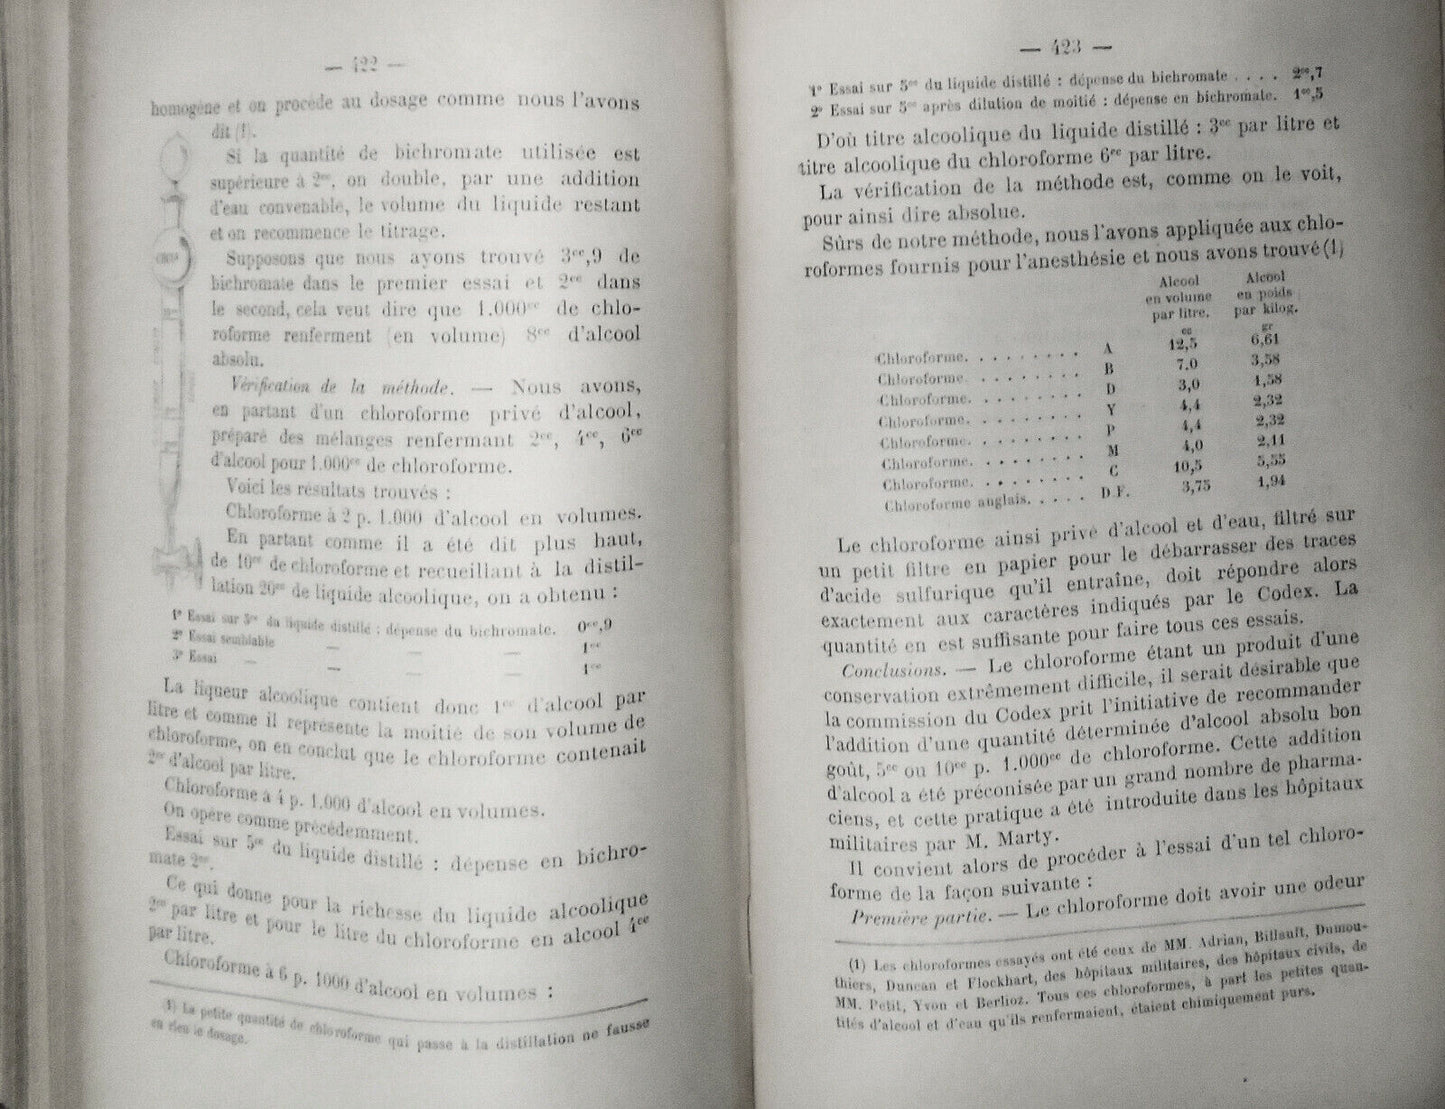 — 422 —
homogène et on procède au dosage comme nous l'avons
dit (1).
Si la quantité de bichromate utilisée est
supérieure à 2cc, on double, par une addition
d'eau convenable, le volume du liquide restant
et on recommence le titrage.
Supposons que nous ayons trouvé 3cc,9 de
bichromate dans le premier essai et 2cc dans
le second, cela veut dire que 1.000cc de chlo-
roforme renferment (en volume) 8cc d'alcool
absolu.
Vérification de la méthode. — Nous avons,
en partant d'un chloroforme privé d'alcool,
préparé des mélanges renfermant 2cc, 4cc, 6cc
d'alcool pour 1.000cc de chloroforme.
Voici les résultats trouvés :
Chloroforme à 2 p. 1.000 d'alcool en volumes.
En partant comme il a été dit plus haut,
de 10cc de chloroforme et recueillant à la distil-
lation 20cc de liquide alcoolique, on a obtenu :
1o Essai sur 5cc du liquide distillé : dépense du bichromate. 0cc,9
2o Essai semblable — — — 1cc
3o Essai — — — — 1cc
La liqueur alcoolique contient donc 1cc d'alcool par
litre et comme il représente la moitié de son volume de
chloroforme, on en conclut que le chloroforme contenait
2cc d'alcool par litre.
Chloroforme à 4 p. 1.000 d'alcool en volumes.
On opère comme précédemment.
Essai sur 5cc du liquide distillé : dépense en bichro-
mate 2cc.
Ce qui donne pour la richesse du liquide alcoolique
2cc par litre et pour le litre du chloroforme en alcool 4cc
par litre.
Chloroforme à 6 p. 1000 d'alcool en volumes :
(1) La petite quantité de chloroforme qui passe à la distillation ne fausse
en rien le dosage.
— 423 —
1o Essai sur 5cc du liquide distillé : dépense du bichromate . . . . 2cc,7
2o Essai sur 5cc après dilution de moitié : dépense en bichromate. 1cc,5
D'où titre alcoolique du liquide distillé : 3cc par litre et
titre alcoolique du chloroforme 6cc par litre.
La vérification de la méthode est, comme on le voit,
pour ainsi dire absolue.
Sûrs de notre méthode, nous l'avons appliquée aux chlo-
roformes fournis pour l'anesthésie et nous avons trouvé (1)
Alcool en volume par litre. Alcool en poids par kilog.
cc gr
Chloroforme. . . . . . . . . A 12,5 6,61
Chloroforme. . . . . . . . . B 7.0 3,58
Chloroforme. . . . . . . . . D 3,0 1,58
Chloroforme. . . . . . . . . Y 4,4 2,32
Chloroforme. . . . . . . . . P 4,4 2,32
Chloroforme. . . . . . . . . M 4,0 2,11
Chloroforme. . . . . . . . . C 10,5 5,55
Chloroforme anglais. . . . . D.F. 3,75 1,94
Le chloroforme ainsi privé d'alcool et d'eau, filtré sur
un petit filtre en papier pour le débarrasser des traces
d'acide sulfurique qu'il entraîne, doit répondre alors
exactement aux caractères indiqués par le Codex. La
quantité en est suffisante pour faire tous ces essais.
Conclusions. — Le chloroforme étant un produit d'une
conservation extrêmement difficile, il serait désirable que
la commission du Codex prit l'initiative de recommander
l'addition d'une quantité déterminée d'alcool absolu bon
goût, 5cc ou 10cc p. 1.000cc de chloroforme. Cette addition
d'alcool a été préconisée par un grand nombre de pharma-
ciens, et cette pratique a été introduite dans les hôpitaux
militaires par M. Marty.
Il convient alors de procéder à l'essai d'un tel chloro-
forme de la façon suivante :
Première partie. — Le chloroforme doit avoir une odeur
(1) Les chloroformes essayés ont été ceux de MM. Adrian, Billault, Dumou-
thiers, Duncan et Flockhart, des hôpitaux militaires, des hôpitaux civils, de
MM. Petit, Yvon et Berlioz. Tous ces chloroformes, à part les petites quan-
tités d'alcool et d'eau qu'ils renfermaient, étaient chimiquement purs.